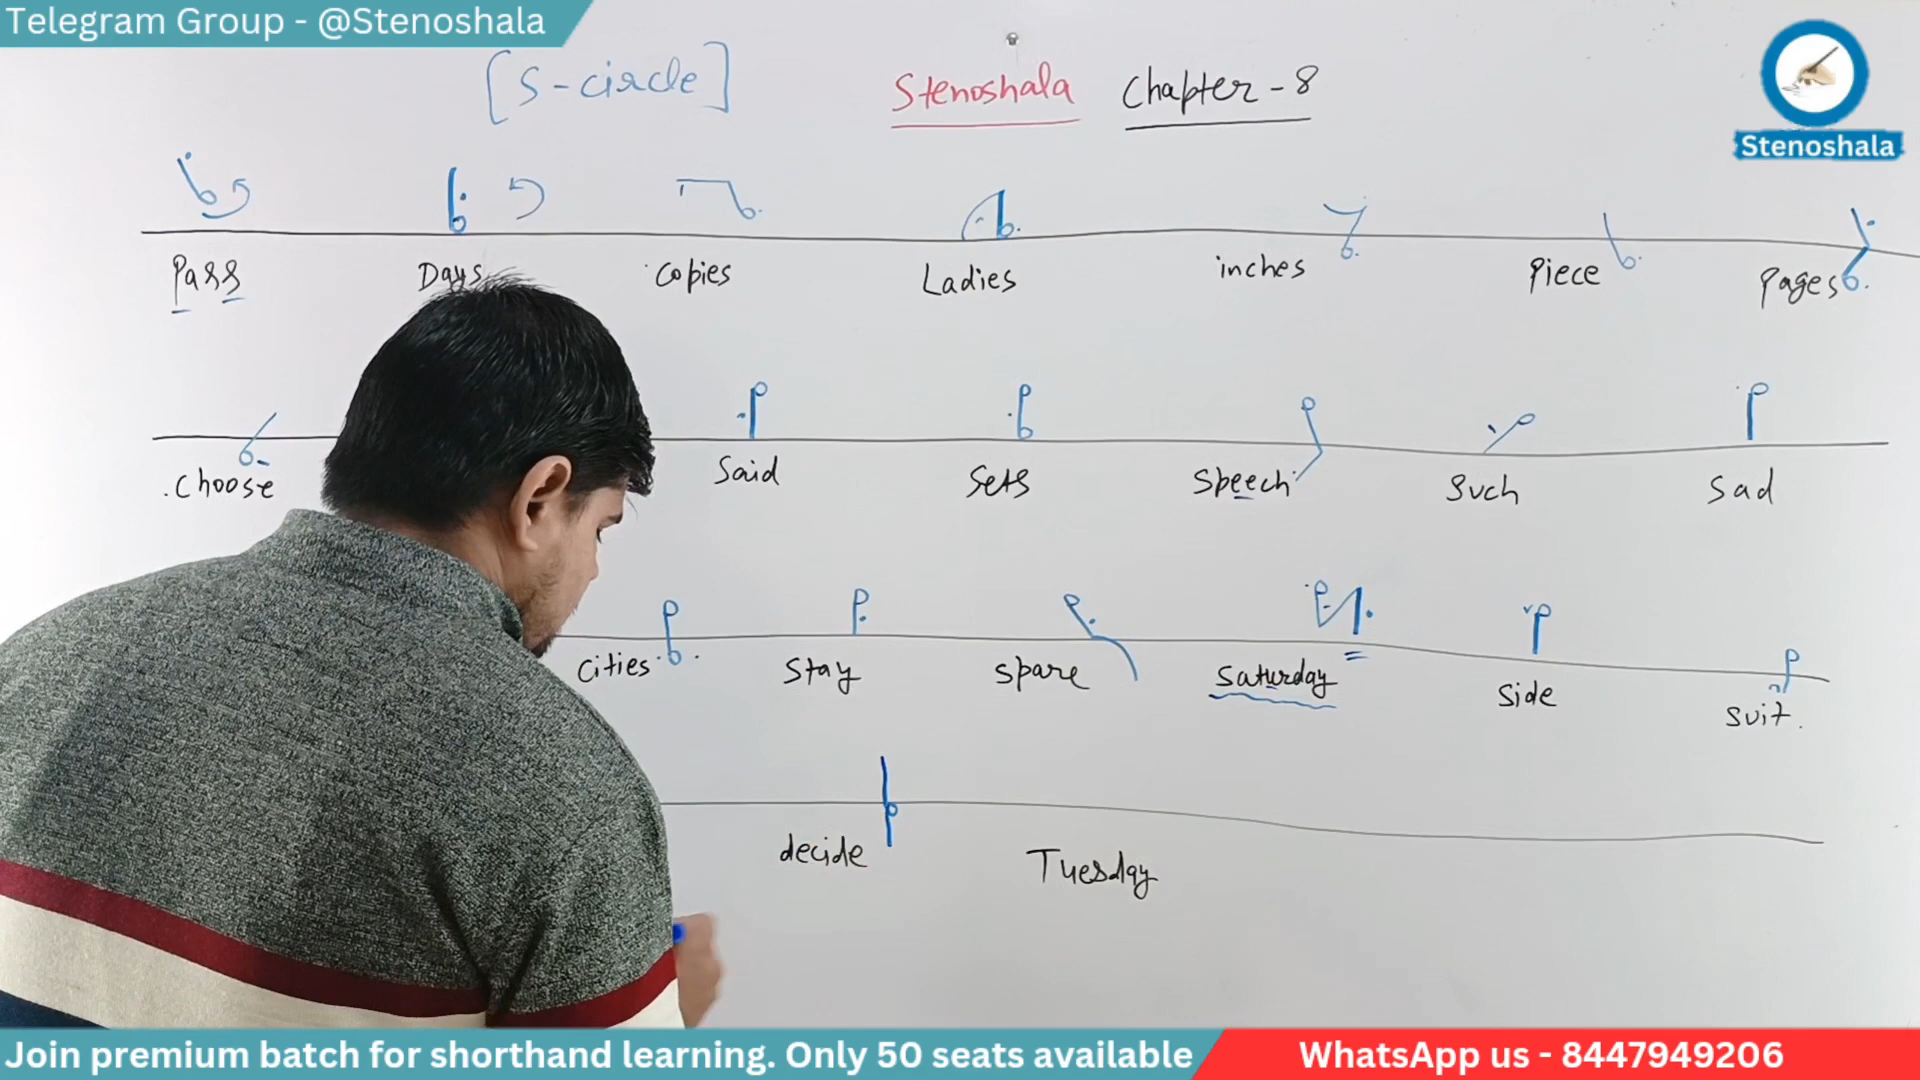 Telegram Group - @Stenoshala
[S-circle] Stenoshala Chapter - 8
Stenoshala
Pass Days Copies Ladies inches Piece Pages
.Choose Said Sets Speech Such Sad
Cities Stay Spare Saturday Side Suit.
decide Tuesday
Join premium batch for shorthand learning. Only 50 seats available WhatsApp us - 8447949206